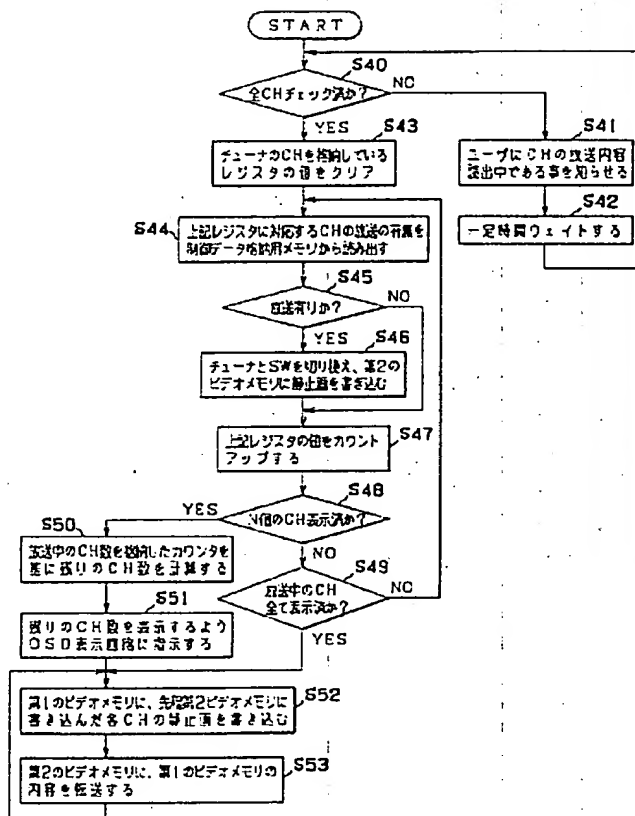 START
S40
全CHチェック済か?
NO
YES
S43
チューナのCHを格納している
レジスタの値をクリア
S41
ユーザにCHの放送内容
読出中である事を知らせる
S42
一定時間ウェイトする
S44
上記レジスタに対応するCHの放送の有無を
制御データ格納用メモリから読み出す
S45
放送有りか?
NO
YES
S46
チューナとSWを切り換え、第2の
ビデオメモリに静止画を書き込む
S47
上記レジスタの値をカウント
アップする
S48
N個のCH表示済か?
YES
NO
S50
放送中のCH数を格納したカウンタを
基に残りのCH数を計算する
S49
放送中のCH
全て表示済か?
NO
YES
S51
残りのCH数を表示するよう
OSD表示回路に指示する
S52
第1のビデオメモリに、先程第2ビデオメモリに
書き込んだ各CHの静止画を書き込む
S53
第2のビデオメモリに、第1のビデオメモリの
内容を転送する